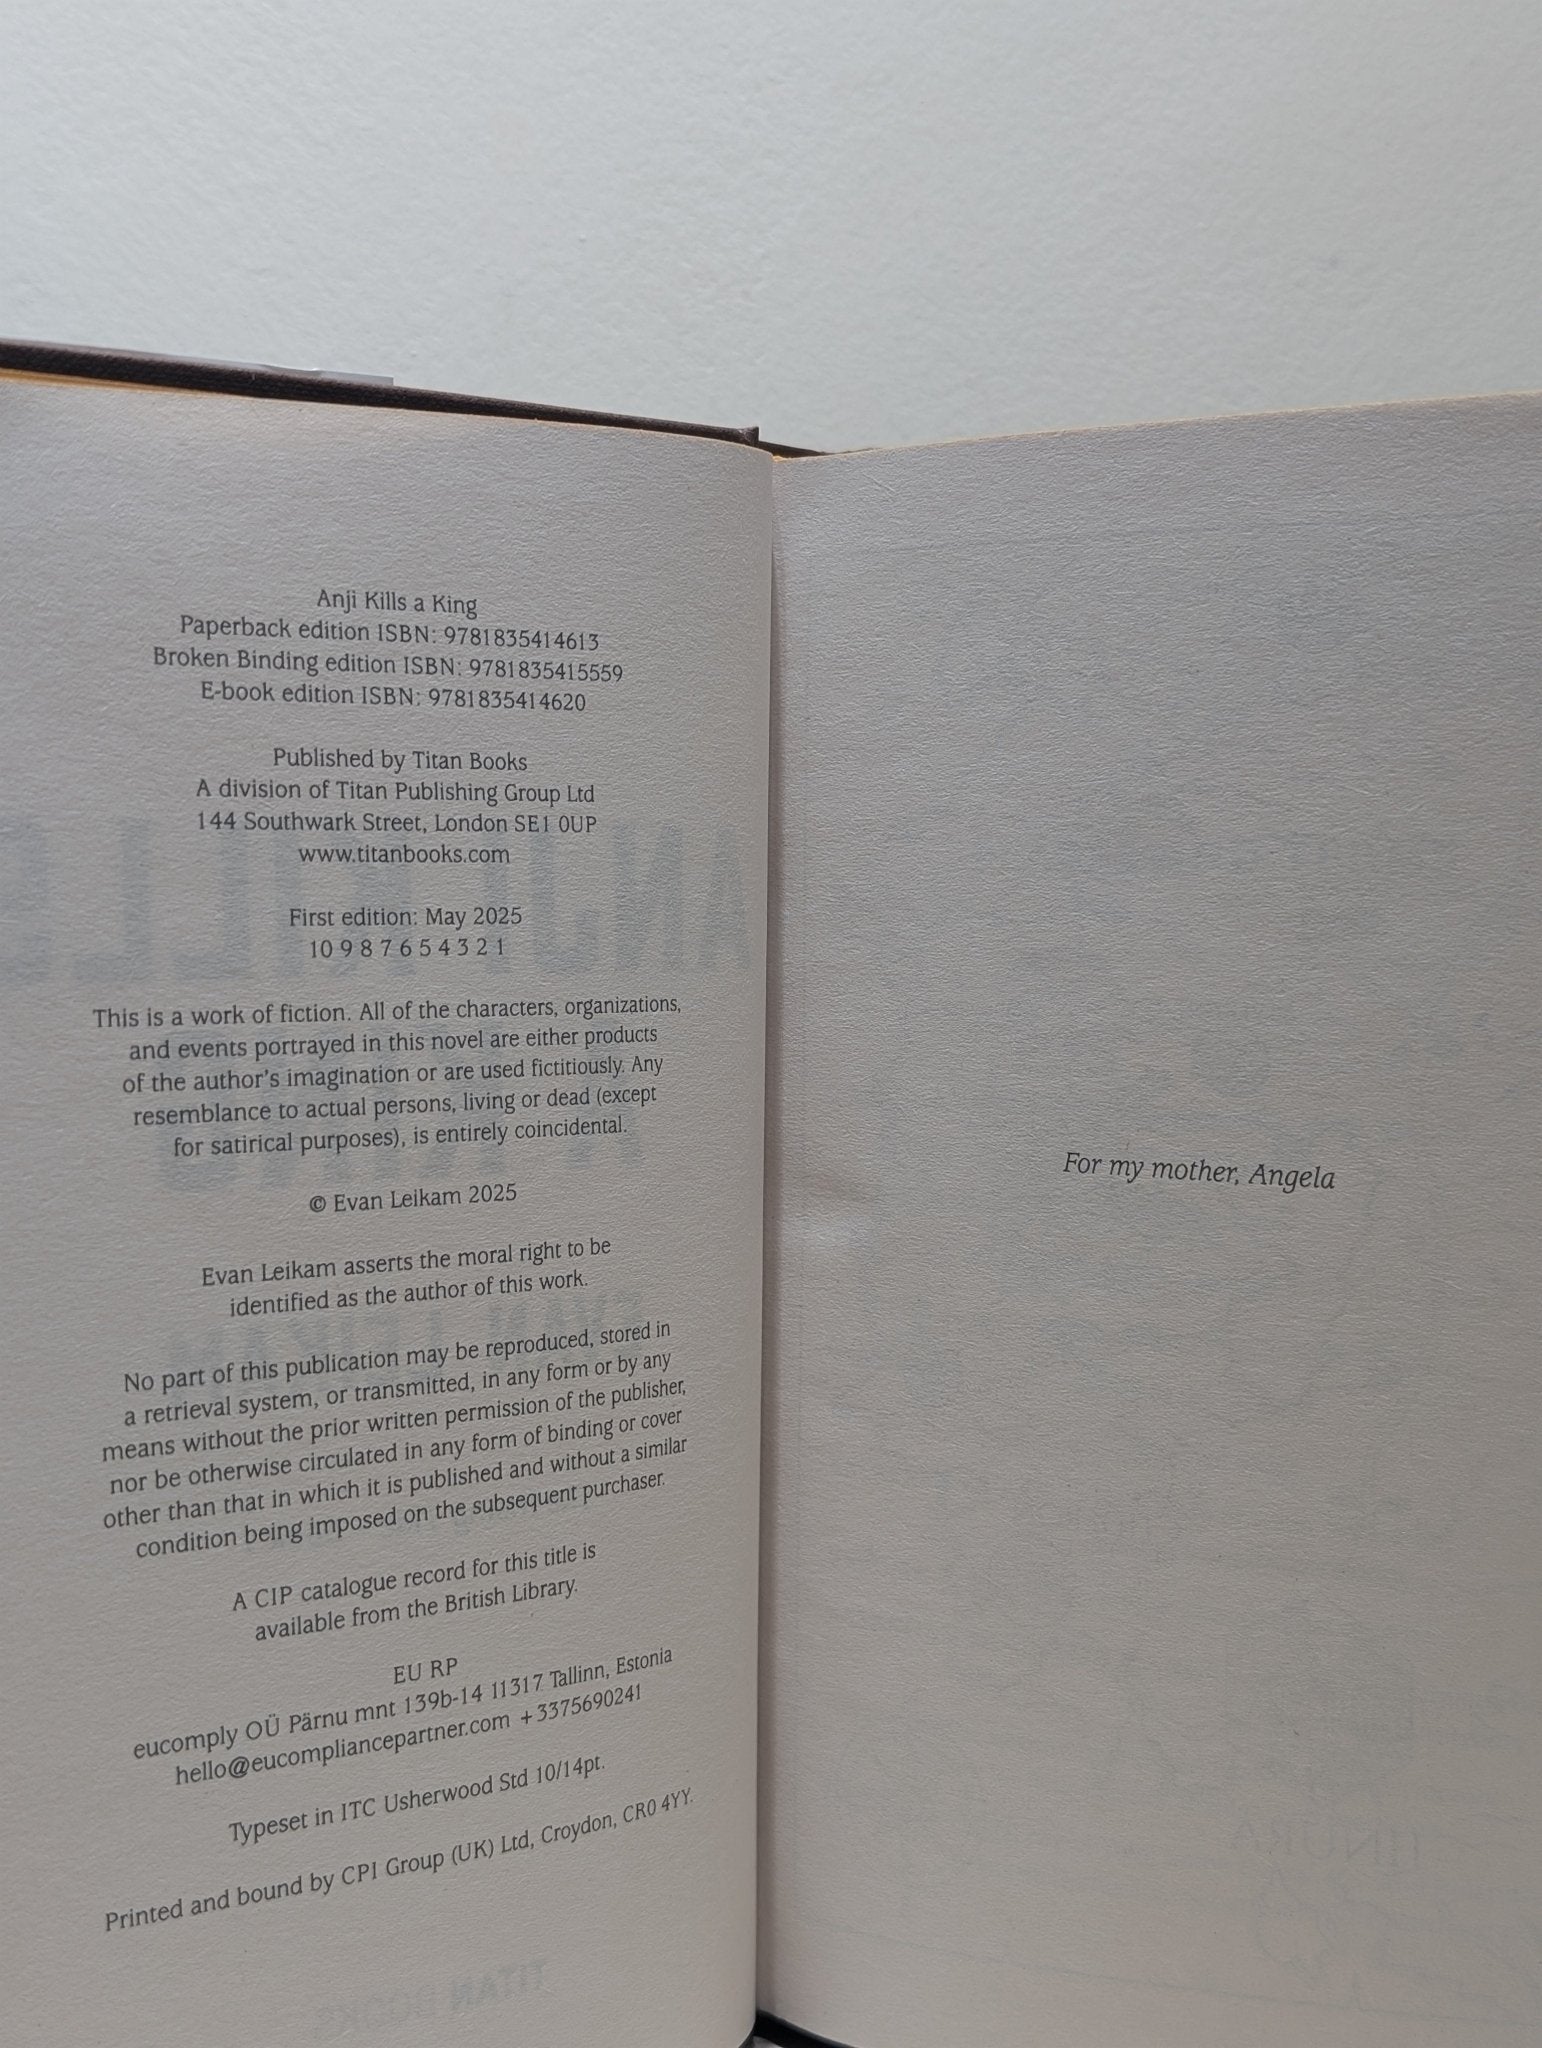 Anji Kills a King
Paperback edition ISBN: 9781835414613
Broken Binding edition ISBN: 9781835415559
E-book edition ISBN: 9781835414620
Published by Titan Books
A division of Titan Publishing Group Ltd
144 Southwark Street, London SE1 0UP
www.titanbooks.com
First edition: May 2025
10 9 8 7 6 5 4 3 2 1
This is a work of fiction. All of the characters, organizations,
and events portrayed in this novel are either products
of the author's imagination or are used fictitiously. Any
resemblance to actual persons, living or dead (except
for satirical purposes), is entirely coincidental.
© Evan Leikam 2025
Evan Leikam asserts the moral right to be
identified as the author of this work.
No part of this publication may be reproduced, stored in
a retrieval system, or transmitted, in any form or by any
means without the prior written permission of the publisher,
nor be otherwise circulated in any form of binding or cover
other than that in which it is published and without a similar
condition being imposed on the subsequent purchaser.
A CIP catalogue record for this title is
available from the British Library.
EU RP
eucomply OÜ Pärnu mnt 139b-14 11317 Tallinn, Estonia
hello@eucompliancepartner.com +3375690241
Typeset in ITC Usherwood Std 10/14pt.
Printed and bound by CPI Group (UK) Ltd, Croydon, CR0 4YY.
For my mother, Angela